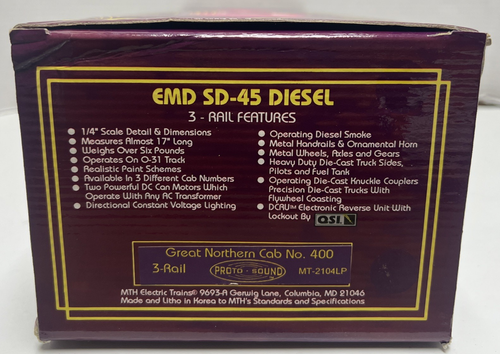 EMD SD-45 DIESEL
3 - RAIL FEATURES
● 1/4" Scale Detail & Dimensions
● Measures Almost 17" Long
● Weighs Over Six Pounds
● Operates On O-31 Track
● Realistic Paint Schemes
● Available In 3 Different Cab Numbers
● Two Powerful DC Can Motors Which
Operate With Any AC Transformer
● Directional Constant Voltage Lighting
● Operating Diesel Smoke
● Metal Handrails & Ornamental Horn
● Metal Wheels, Axles and Gears
● Heavy Duty Die-Cast Truck Sides,
Pilots and Fuel Tank
● Operating Die-Cast Knuckle Couplers
Precision Die-Cast Trucks With
Flywheel Coasting
● DCRU™ Electronic Reverse Unit With
Lockout By QSI
Great Northern Cab No. 400
3-Rail PROTO-SOUND MT-2104LP
MTH Electric Trains® 9693-A Gerwig Lane, Columbia, MD 21046
Made and Litho in Korea to MTH's Standards and Specifications